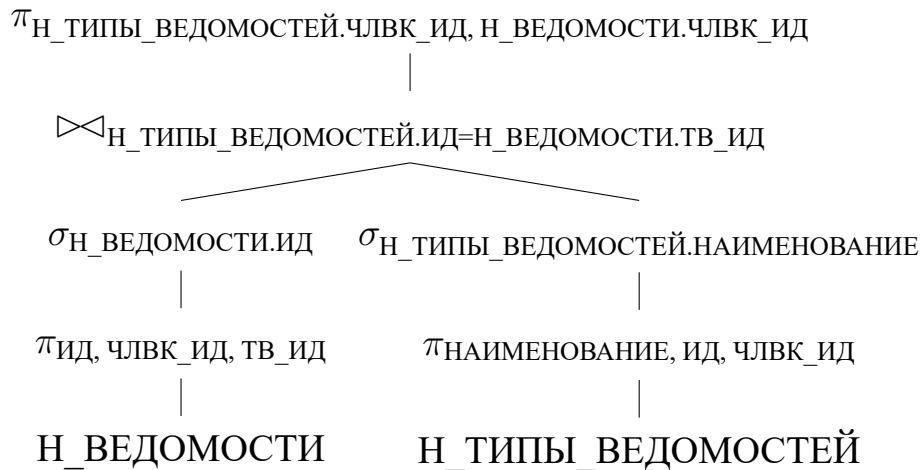 πН_ТИПЫ_ВЕДОМОСТЕЙ.ЧЛВК_ИД, Н_ВЕДОМОСТИ.ЧЛВК_ИД
⋈Н_ТИПЫ_ВЕДОМОСТЕЙ.ИД=Н_ВЕДОМОСТИ.ТВ_ИД
σН_ВЕДОМОСТИ.ИД σН_ТИПЫ_ВЕДОМОСТЕЙ.НАИМЕНОВАНИЕ
πИД, ЧЛВК_ИД, ТВ_ИД πНАИМЕНОВАНИЕ, ИД, ЧЛВК_ИД
Н_ВЕДОМОСТИ Н_ТИПЫ_ВЕДОМОСТЕЙ